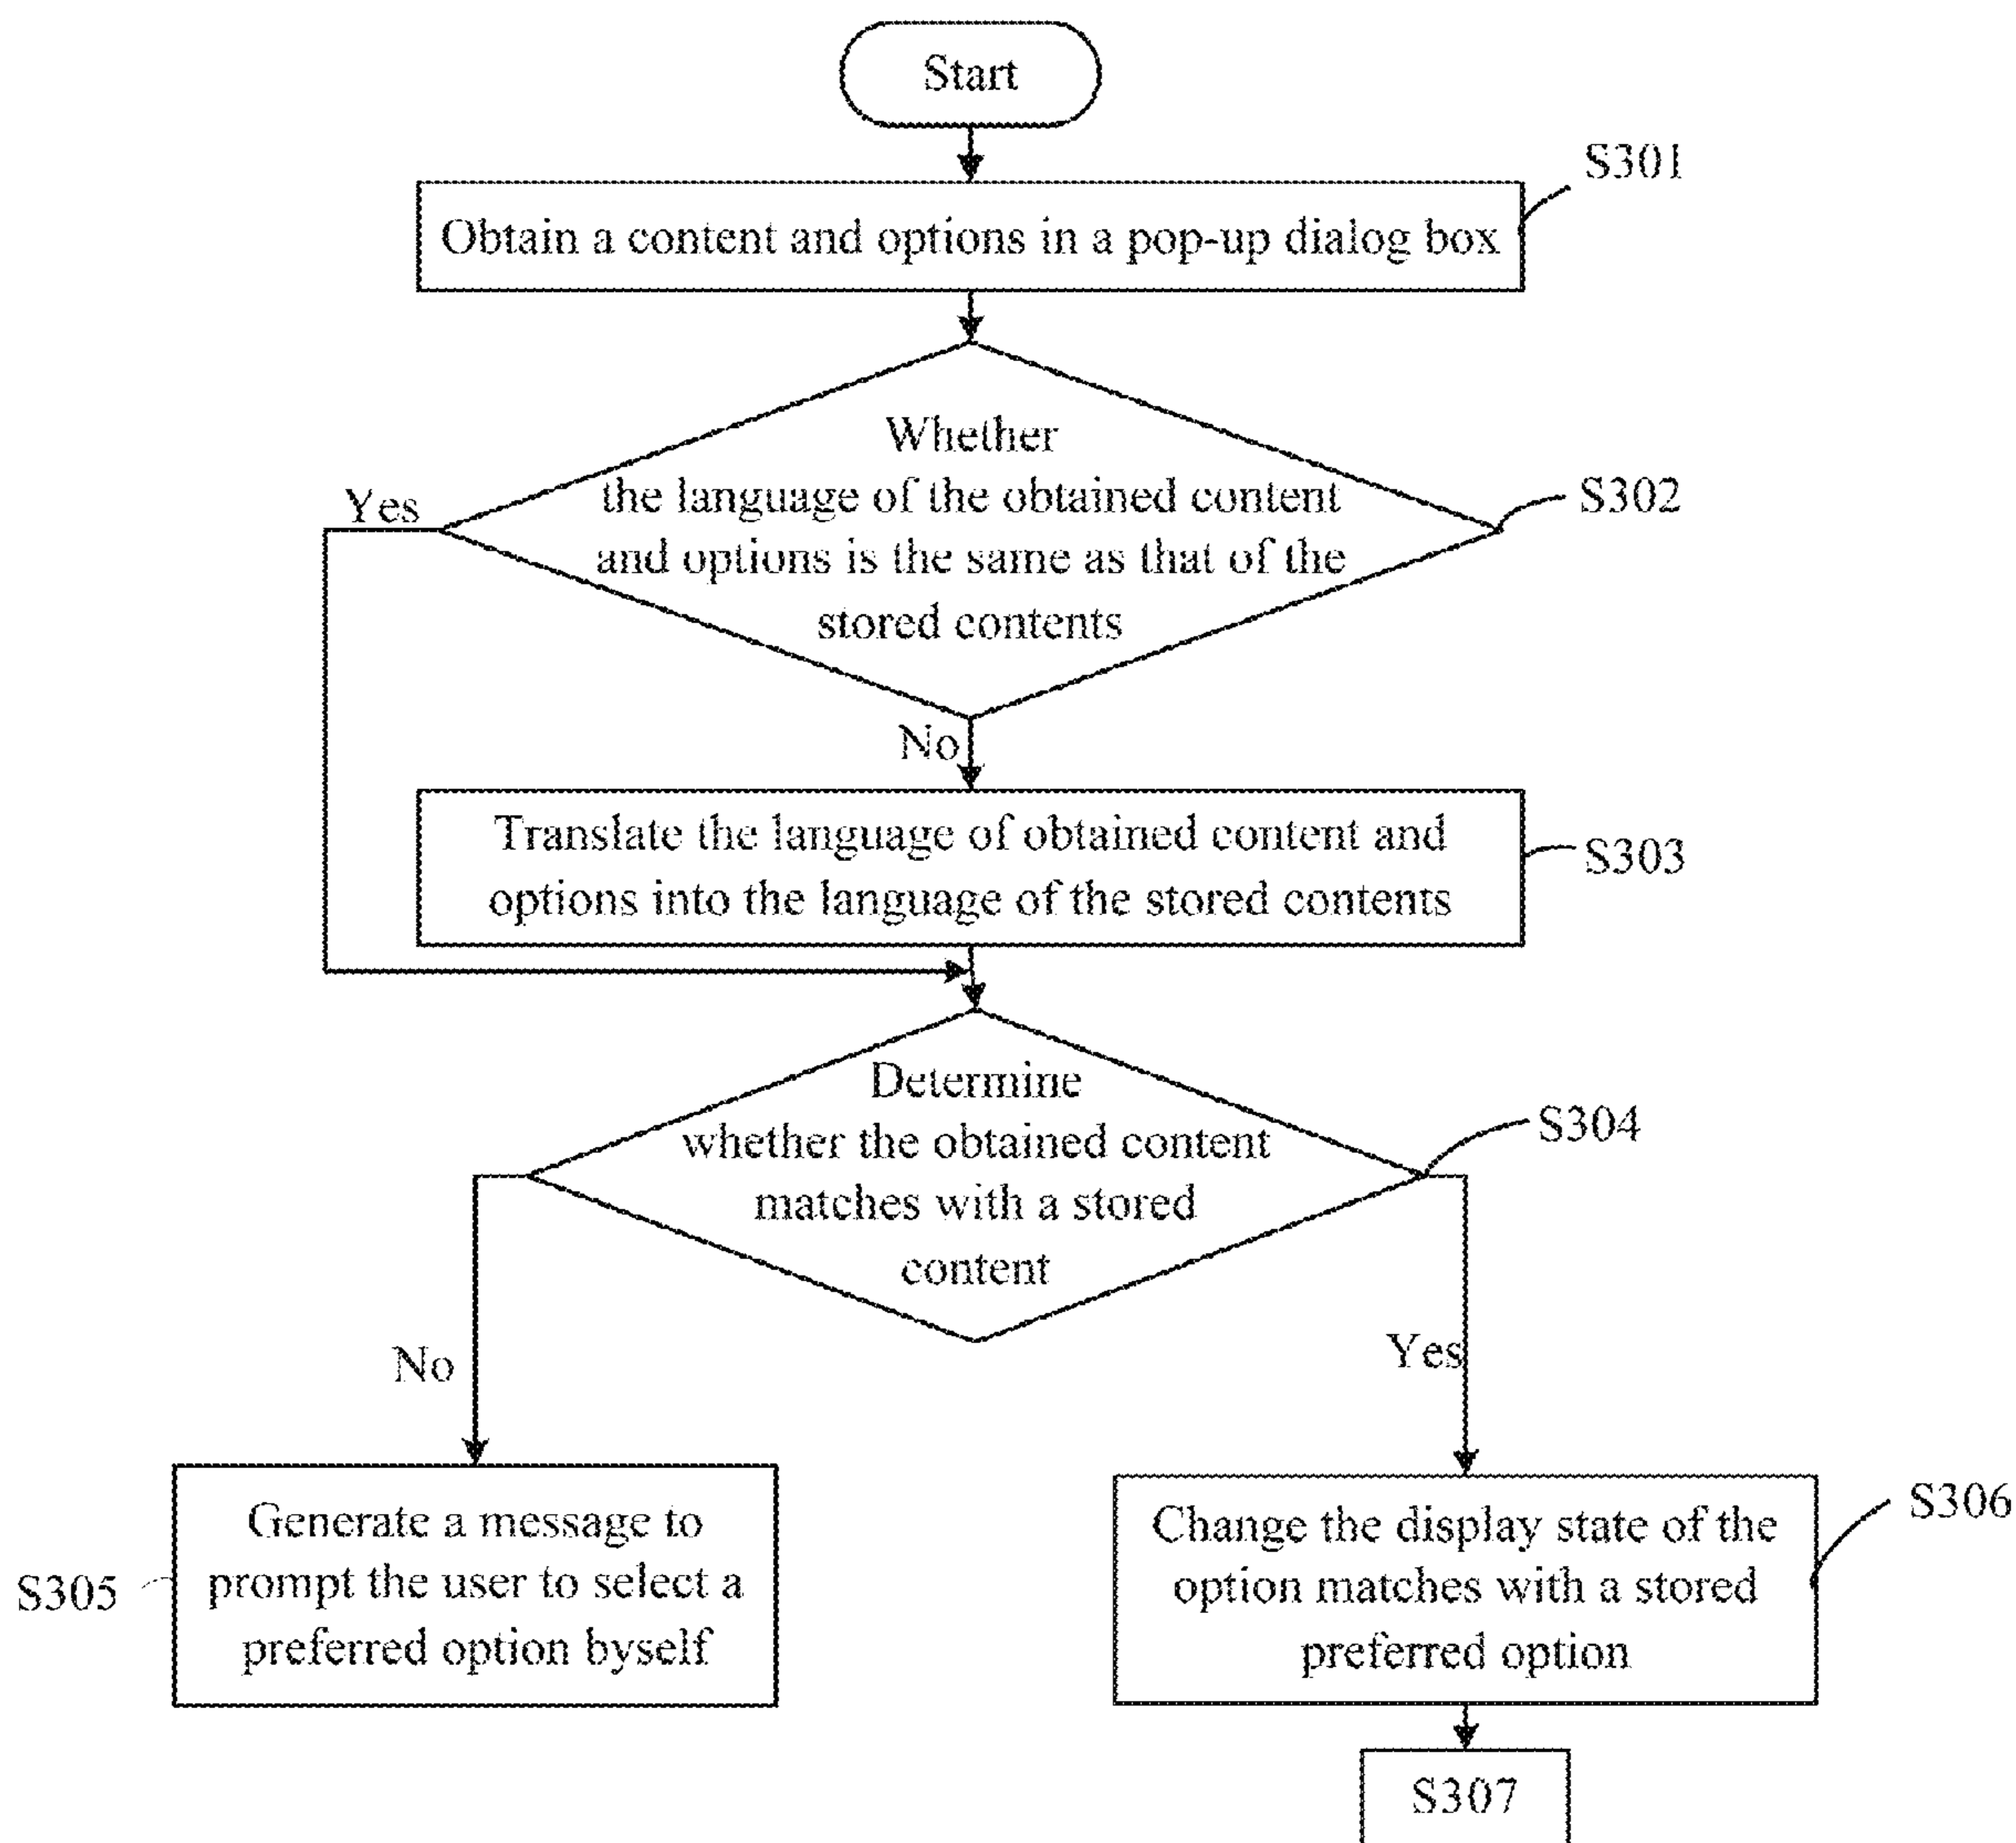 Start
S301
Obtain a content and options in a pop-up dialog box
Whether
the language of the obtained content
and options is the same as that of the
stored contents
S302
Yes
No
Translate the language of obtained content and
options into the language of the stored contents
S303
Determine
whether the obtained content
matches with a stored
content
S304
No
Yes
S305
Generate a message to
prompt the user to select a
preferred option byself
S306
Change the display state of the
option matches with a stored
preferred option
S307